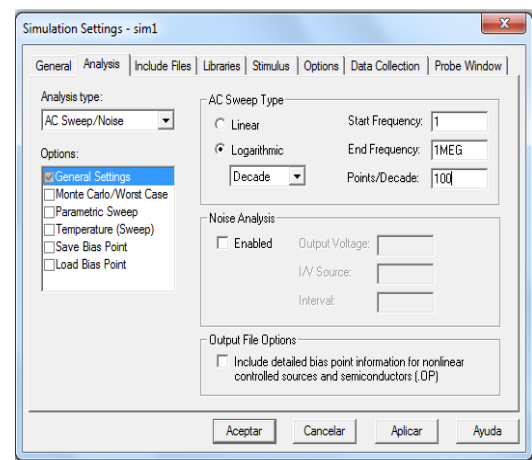 Simulation Settings - sim1
General Analysis Include Files Libraries Stimulus Options Data Collection Probe Window
Analysis type:
AC Sweep/Noise
Options:
General Settings
Monte Carlo/Worst Case
Parametric Sweep
Temperature (Sweep)
Save Bias Point
Load Bias Point
AC Sweep Type
Linear
Logarithmic
Decade
Start Frequency: 1
End Frequency: 1MEG
Points/Decade: 100
Noise Analysis
Enabled
Output Voltage:
I/V Source:
Interval:
Output File Options
Include detailed bias point information for nonlinear
controlled sources and semiconductors (.OP)
Aceptar Cancelar Aplicar Ayuda